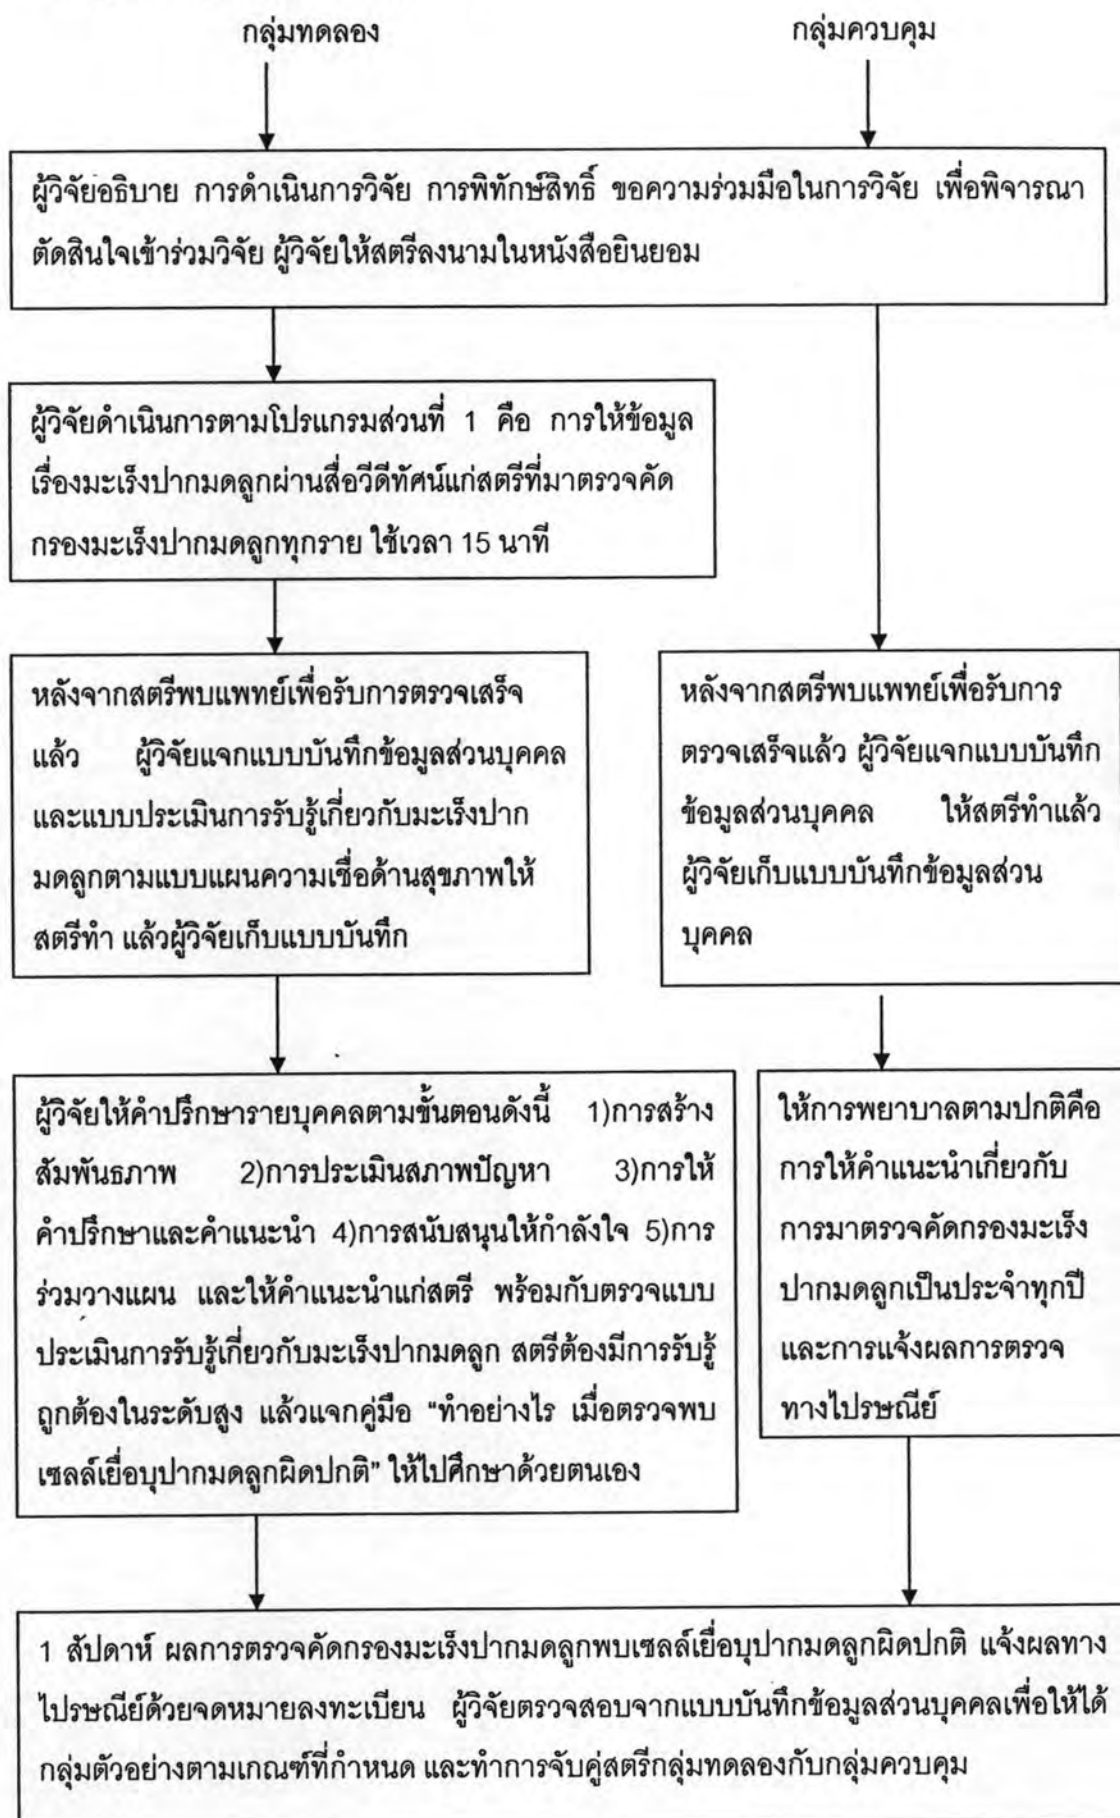 กลุ่มทดลอง
กลุ่มควบคุม
ผู้วิจัยอธิบาย การดำเนินการวิจัย การพิทักษ์สิทธิ์ ขอความร่วมมือในการวิจัย เพื่อพิจารณา
ตัดสินใจเข้าร่วมวิจัย ผู้วิจัยให้สตรีลงนามในหนังสือยินยอม
ผู้วิจัยดำเนินการตามโปรแกรมส่วนที่ 1 คือ การให้ข้อมูล
เรื่องมะเร็งปากมดลูกผ่านสื่อวีดีทัศน์แก่สตรีที่มาตรวจคัด
กรองมะเร็งปากมดลูกทุกราย ใช้เวลา 15 นาที
หลังจากสตรีพบแพทย์เพื่อรับการตรวจเสร็จ
แล้ว ผู้วิจัยแจกแบบบันทึกข้อมูลส่วนบุคคล
และแบบประเมินการรับรู้เกี่ยวกับมะเร็งปาก
มดลูกตามแบบแผนความเชื่อด้านสุขภาพให้
สตรีทำ แล้วผู้วิจัยเก็บแบบบันทึก
หลังจากสตรีพบแพทย์เพื่อรับการ
ตรวจเสร็จแล้ว ผู้วิจัยแจกแบบบันทึก
ข้อมูลส่วนบุคคล ให้สตรีทำแล้ว
ผู้วิจัยเก็บแบบบันทึกข้อมูลส่วน
บุคคล
ผู้วิจัยให้คำปรึกษารายบุคคลตามขั้นตอนดังนี้ 1)การสร้าง
สัมพันธภาพ 2)การประเมินสภาพปัญหา 3)การให้
คำปรึกษาและคำแนะนำ 4)การสนับสนุนให้กำลังใจ 5)การ
ร่วมวางแผน และให้คำแนะนำแก่สตรี พร้อมกับตรวจแบบ
ประเมินการรับรู้เกี่ยวกับมะเร็งปากมดลูก สตรีต้องมีการรับรู้
ถูกต้องในระดับสูง แล้วแจกคู่มือ "ทำอย่างไร เมื่อตรวจพบ
เซลล์เยื่อบุปากมดลูกผิดปกติ" ให้ไปศึกษาด้วยตนเอง
ให้การพยาบาลตามปกติคือ
การให้คำแนะนำเกี่ยวกับ
การมาตรวจคัดกรองมะเร็ง
ปากมดลูกเป็นประจำทุกปี
และการแจ้งผลการตรวจ
ทางไปรษณีย์
1 สัปดาห์ ผลการตรวจคัดกรองมะเร็งปากมดลูกพบเซลล์เยื่อบุปากมดลูกผิดปกติ แจ้งผลทาง
ไปรษณีย์ด้วยจดหมายลงทะเบียน ผู้วิจัยตรวจสอบจากแบบบันทึกข้อมูลส่วนบุคคลเพื่อให้ได้
กลุ่มตัวอย่างตามเกณฑ์ที่กำหนด และทำการจับคู่สตรีกลุ่มทดลองกับกลุ่มควบคุม